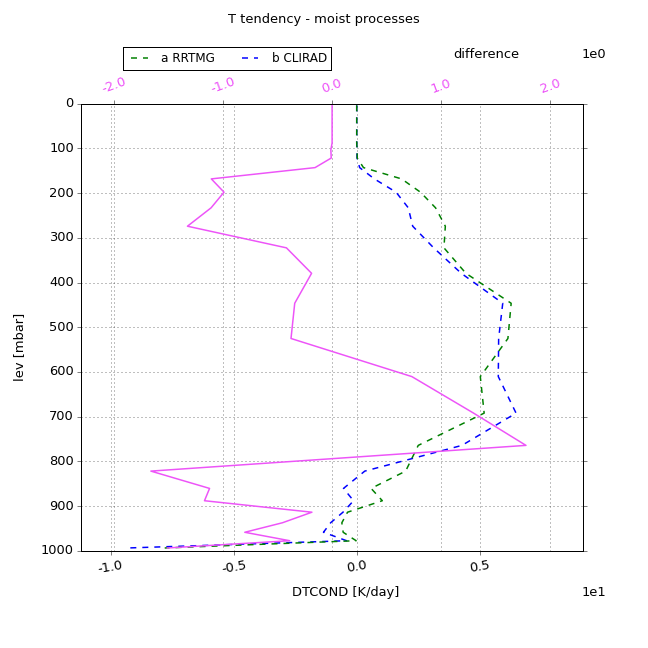 T tendency - moist processes
a RRTMG b CLIRAD
difference 1e0
-2.0 -1.0 0.0 1.0 2.0
0
100
200
300
400
500
600
700
800
900
1000
lev [mbar]
-1.0 -0.5 0.0 0.5
DTCOND [K/day] 1e1